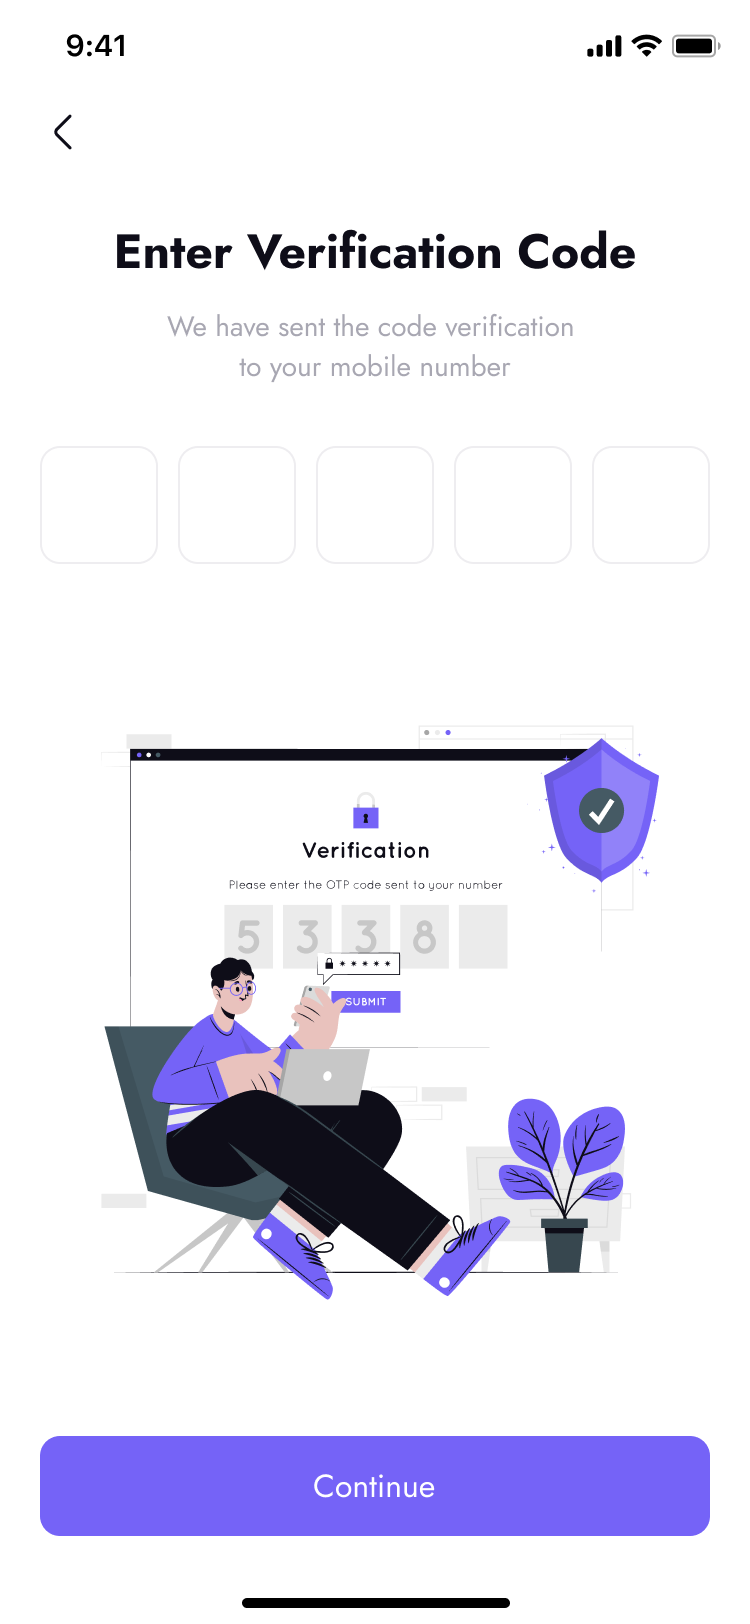 9:41
Enter Verification Code
We have sent the code verification
to your mobile number
Verification
Please enter the OTP code sent to your number
5 3 3 8
* * * * *
SUBMIT
Continue